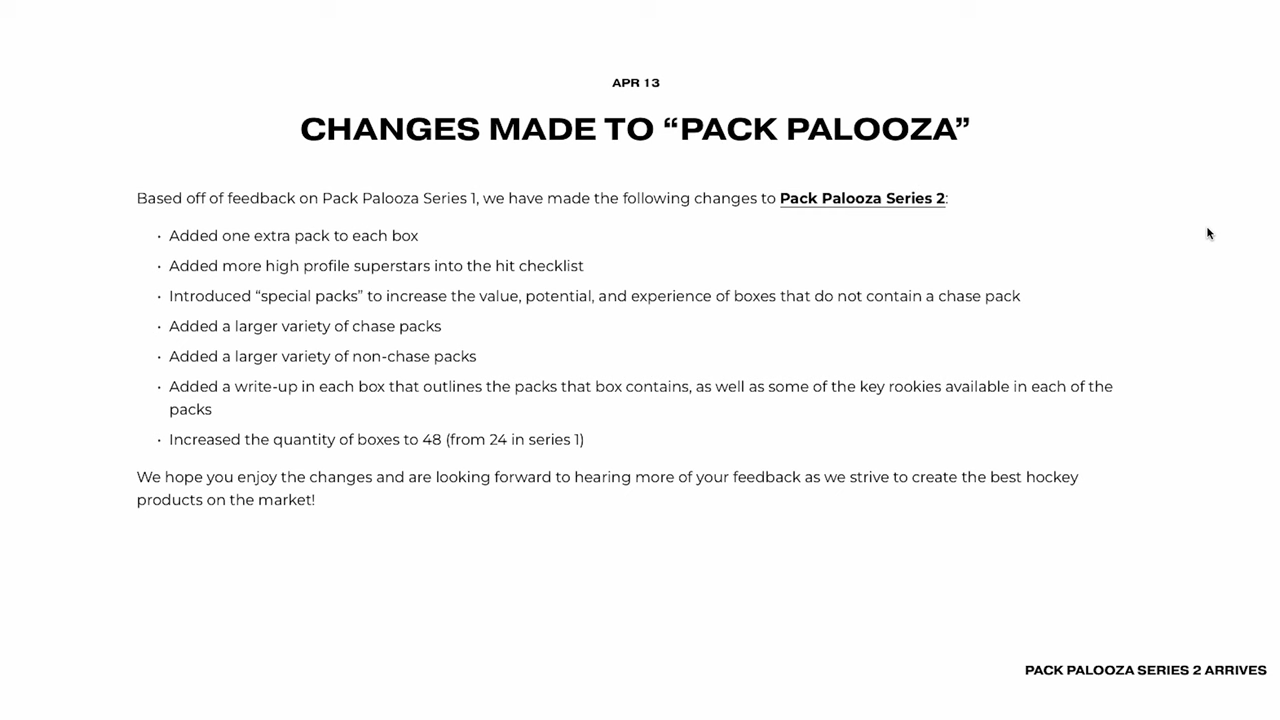 APR 13
CHANGES MADE TO “PACK PALOOZA”
Based off of feedback on Pack Palooza Series 1, we have made the following changes to Pack Palooza Series 2:
• Added one extra pack to each box
• Added more high profile superstars into the hit checklist
• Introduced “special packs” to increase the value, potential, and experience of boxes that do not contain a chase pack
• Added a larger variety of chase packs
• Added a larger variety of non-chase packs
• Added a write-up in each box that outlines the packs that box contains, as well as some of the key rookies available in each of the
packs
• Increased the quantity of boxes to 48 (from 24 in series 1)
We hope you enjoy the changes and are looking forward to hearing more of your feedback as we strive to create the best hockey
products on the market!
PACK PALOOZA SERIES 2 ARRIVES